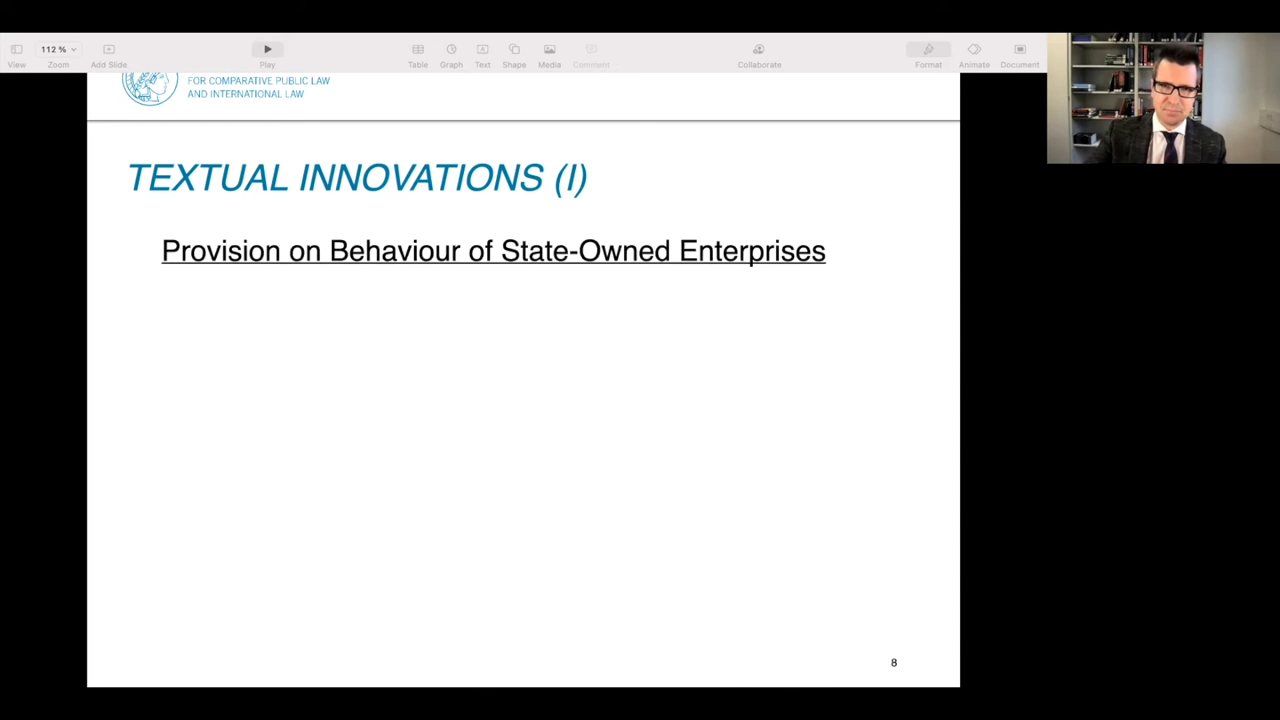 112 %
View
Zoom
Add Slide
Play
Table
Graph
Text
Shape
Media
Comment
Collaborate
Format
Animate
Document
FOR COMPARATIVE PUBLIC LAW
AND INTERNATIONAL LAW
TEXTUAL INNOVATIONS (I)
Provision on Behaviour of State-Owned Enterprises
8